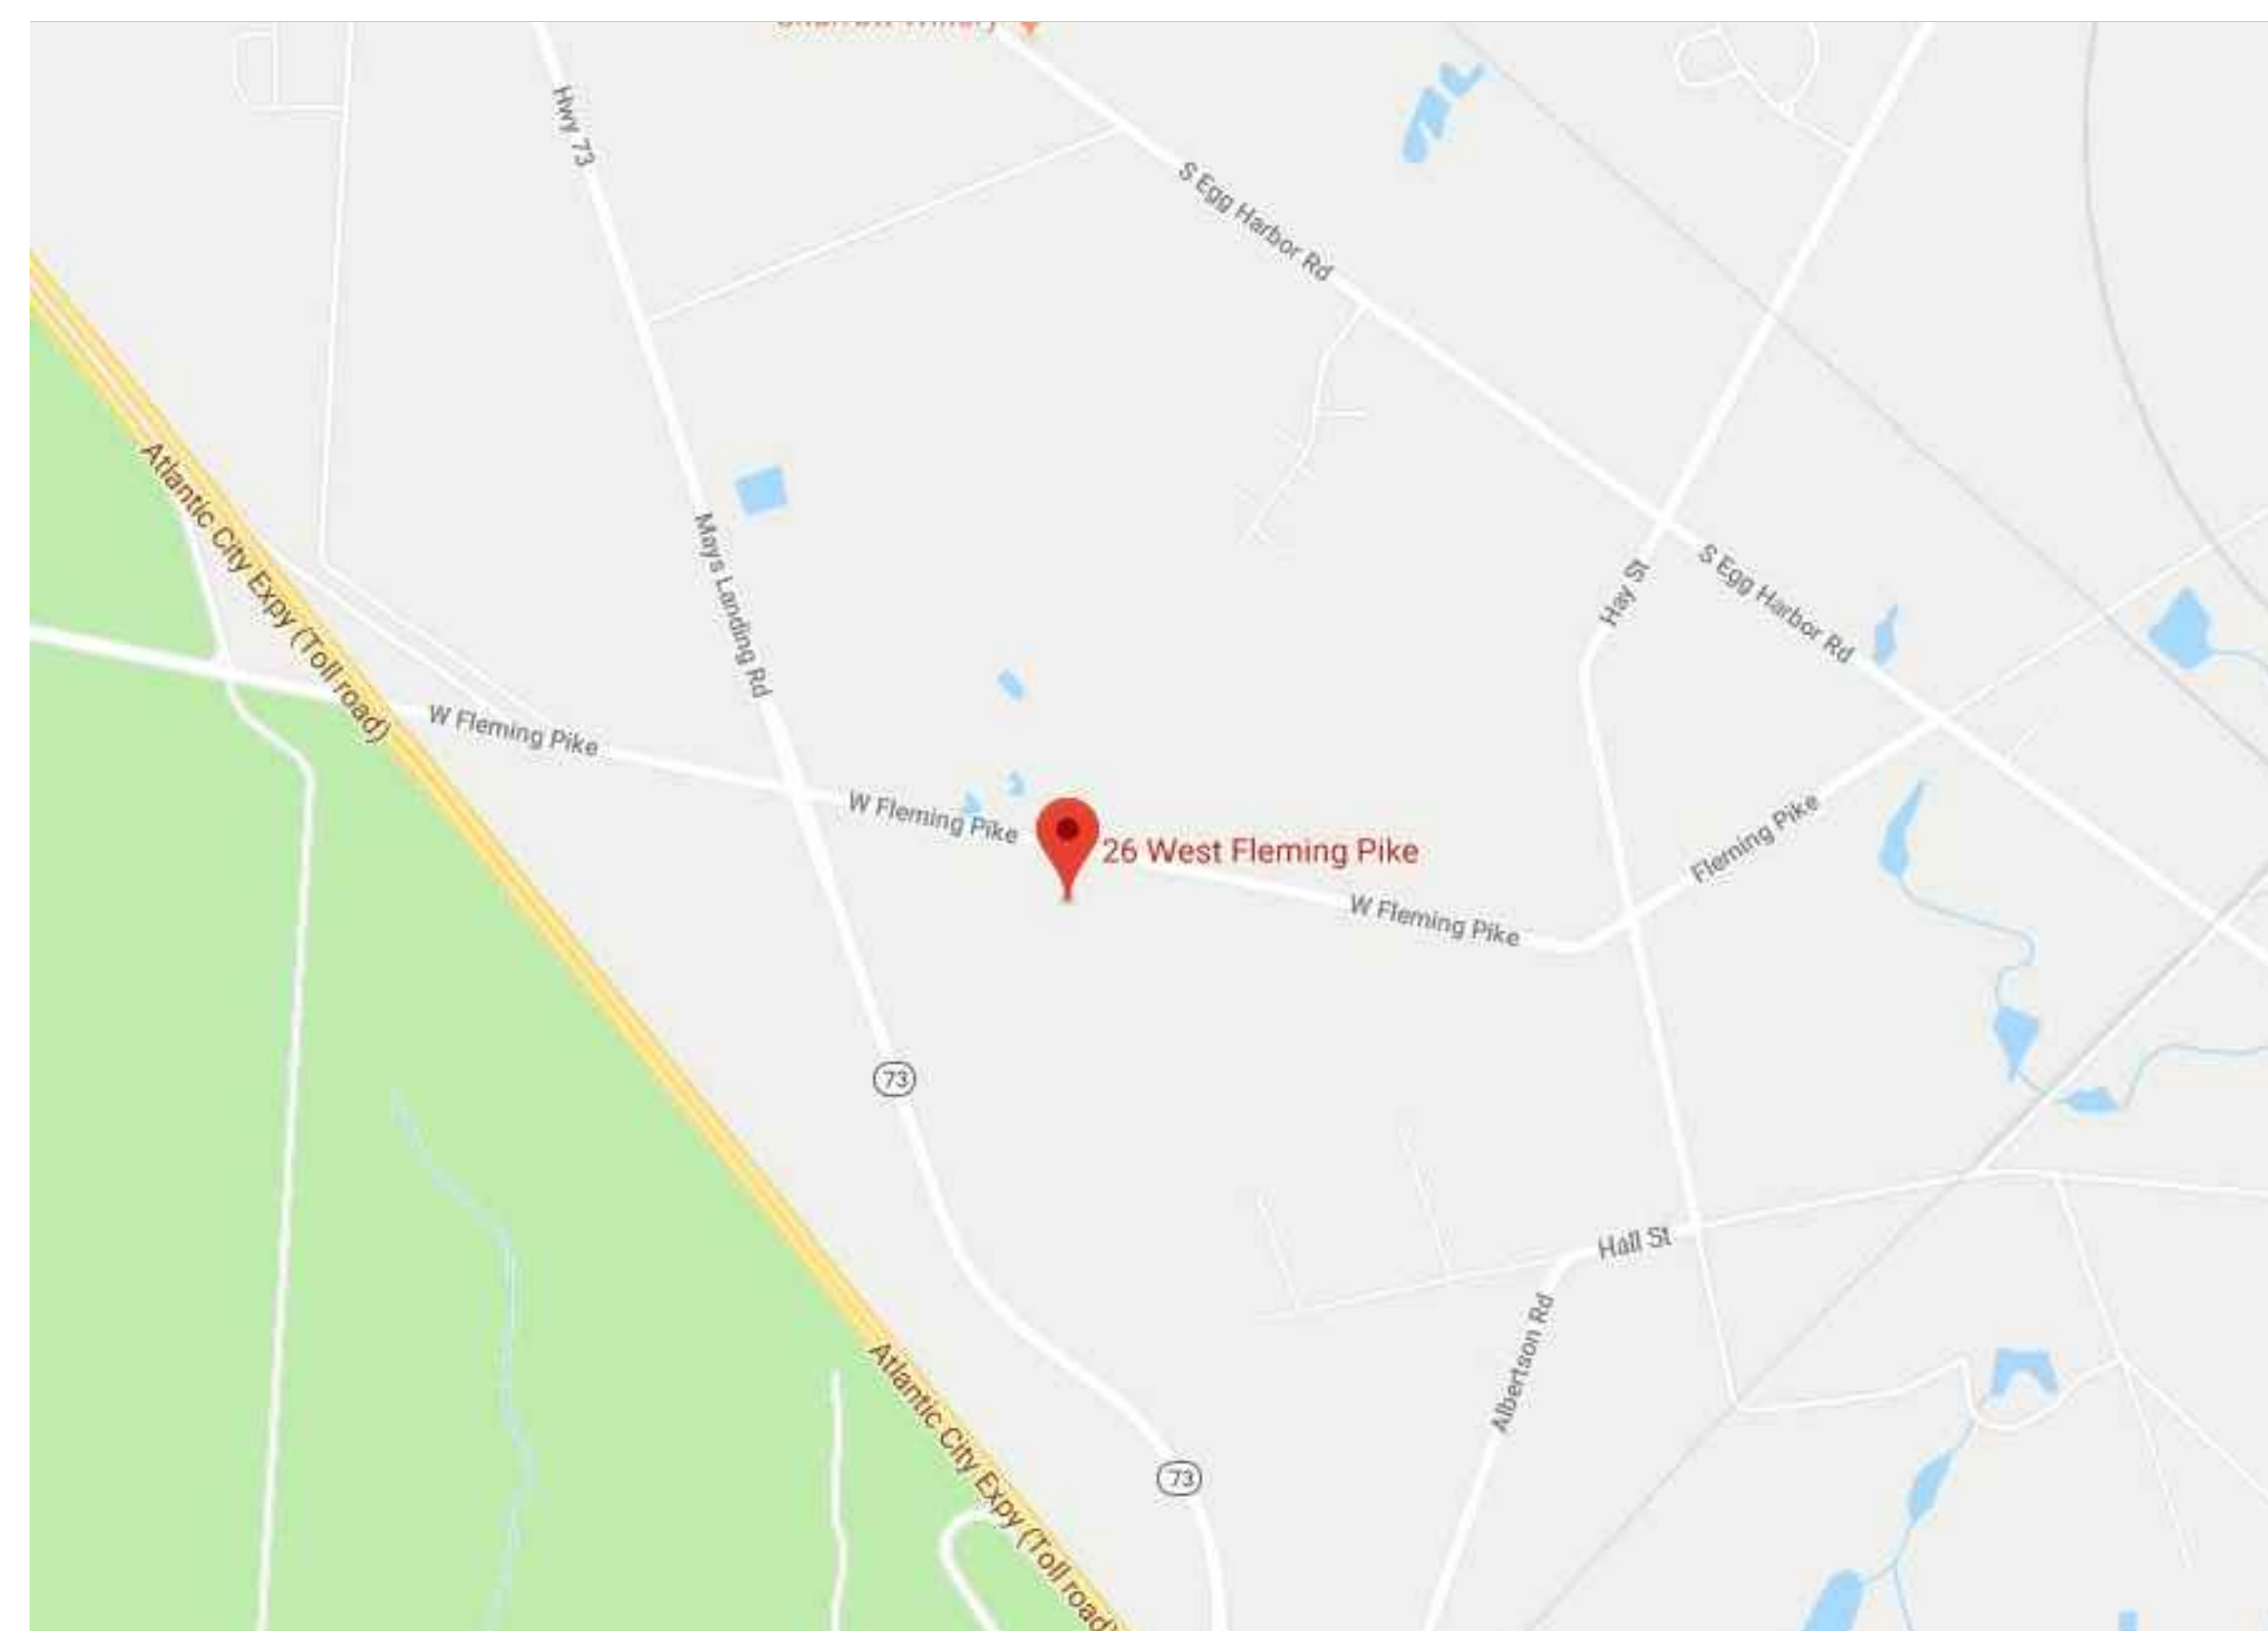 Hwy 73
S Egg Harbor Rd
Atlantic City Expy (Toll road)
Mays Landing Rd
Hay St
S Egg Harbor Rd
W Fleming Pike
W Fleming Pike
26 West Fleming Pike
Fleming Pike
W Fleming Pike
73
Hall St
Albertson Rd
Atlantic City Expy (Toll road)
73